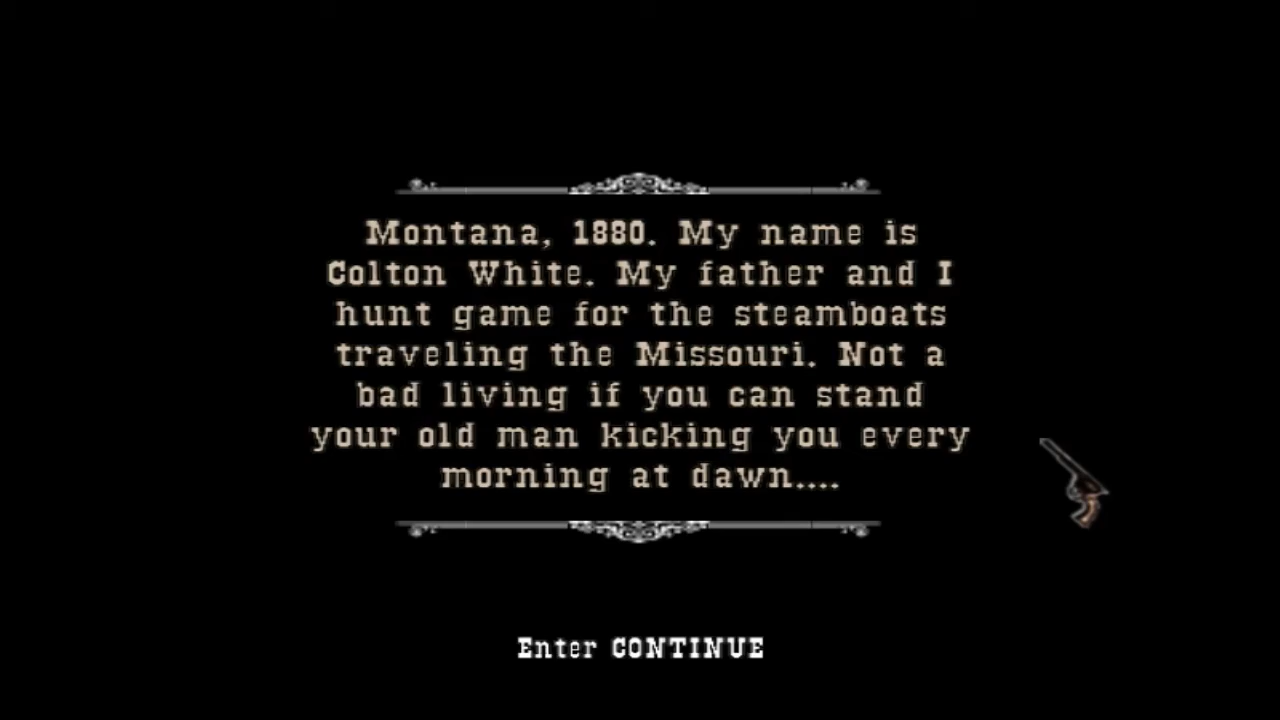 Montana, 1880. My name is
Colton White. My father and I
hunt game for the steamboats
traveling the Missouri. Not a
bad living if you can stand
your old man kicking you every
morning at dawn....
Enter CONTINUE